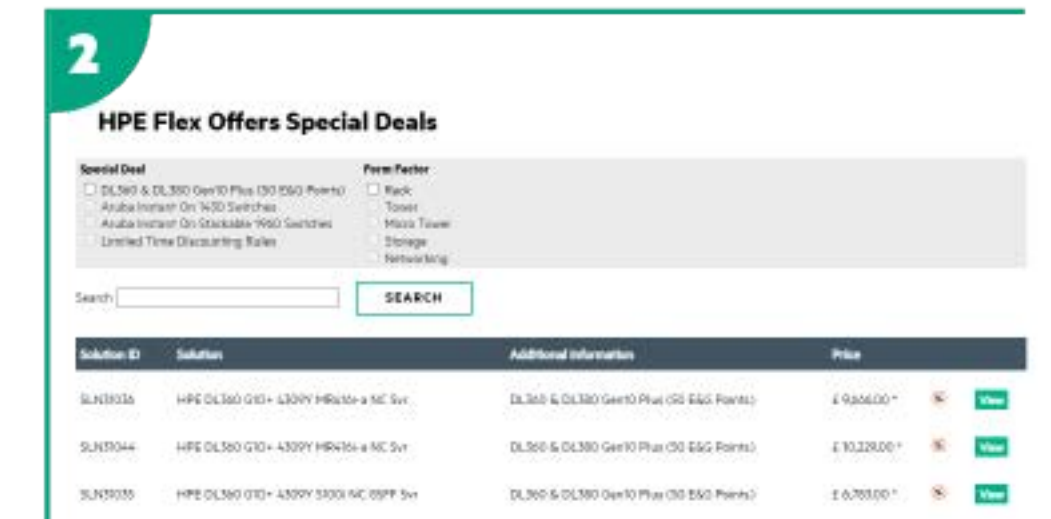 2
HPE Flex Offers Special Deals
Special Deal
DL360 & DL380 Gen10 Plus (50 E&G Points)
Aruba Instant On 1430 Switches
Aruba Instant On Stackable 1960 Switches
Limited Time Discounting Rules
Form Factor
Rack
Tower
Micro Tower
Storage
Networking
Search
SEARCH
Solution ID Solution Additional Information Price
HPE DL360 G10+ 4309Y MR416i-a NC Svr DL360 & DL380 Gen10 Plus (50 E&G Points) View
SLN31044 HPE DL360 G10+ 4309Y MR416i-a NC Svr DL360 & DL380 Gen10 Plus (50 E&G Points) £ 10,229.00 * View
HPE DL360 G10+ 4309Y S100i NC 8SFF Svr DL360 & DL380 Gen10 Plus (50 E&G Points) View